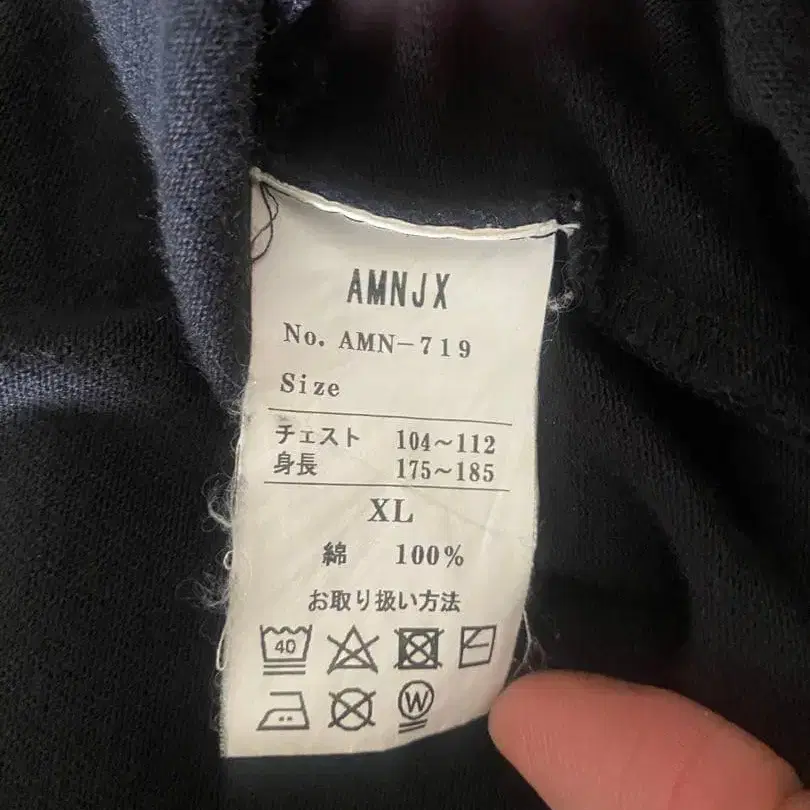 AMNJX
No. AMN-719
Size
チェスト 104~112
身長 175~185
XL
綿 100%
お取り扱い方法
40
W